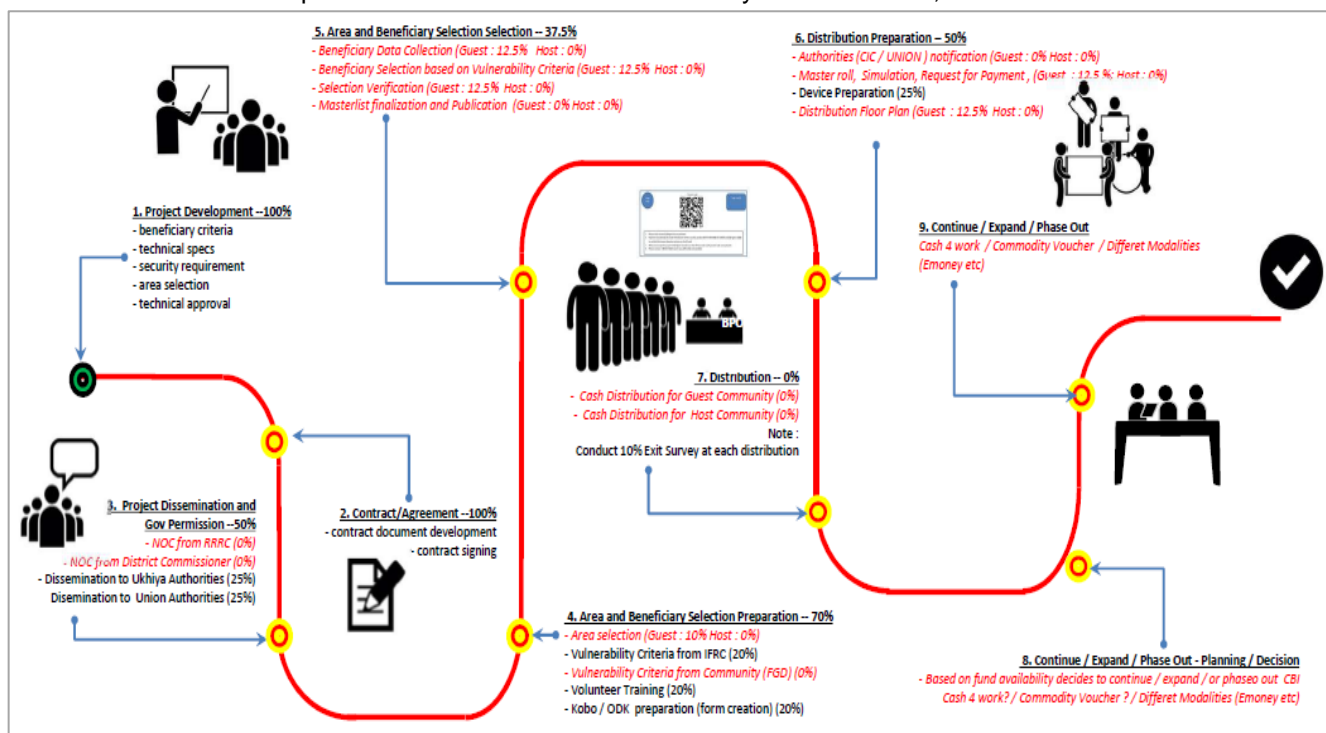 5. Area and Beneficiary Selection Selection -- 37.5%
- Beneficiary Data Collection (Guest : 12.5%   Host : 0%)
- Beneficiary Selection based on Vulnerability Criteria (Guest : 12.5%  Host : 0%)
- Selection Verification (Guest : 12.5%  Host : 0%)
- Masterlist finalization and Publication  (Guest : 0% Host : 0%)
6. Distribution Preparation -- 50%
- Authorities (CIC / UNION ) notification (Guest : 0% Host : 0%)
- Master roll, Simulation, Request for Payment , (Guest : 12.5 %; Host : 0%)
- Device Preparation (25%)
- Distribution Floor Plan (Guest  : 12.5%  Host : 0%)
1. Project Development --100%
- beneficiary criteria
- technical specs
- security requirement
- area selection
- technical approval
9. Continue / Expand / Phase Out
Cash 4 work  / Commodity Voucher  / Differet Modalities
(Emoney etc)
BPO
7. Distribution -- 0%
- Cash Distribution for Guest Community (0%)
- Cash Distribution for  Host Community (0%)
Note :
Conduct 10% Exit Survey at each distribution
3.  Project Dissemination and
Gov Permission --50%
- NOC from RRRC (0%)
- NOC from District Commissioner (0%)
- Dissemination to Ukhiya Authorities (25%)
Disemination to  Union Authorities (25%)
2. Contract/Agreement --100%
- contract document development
- contract signing
4. Area and Beneficiary Selection Preparation -- 70%
- Area selection (Guest : 10% Host : 0%)
- Vulnerability Criteria from IFRC (20%)
- Vulnerability Criteria from Community (FGD) (0%)
- Volunteer Training (20%)
- Kobo / ODK  preparation (form creation) (20%)
8. Continue / Expand / Phase Out - Planning / Decision
- Based on fund availability decides to continue / expand / or phaseo out  CBI
Cash 4 work? / Commodity Voucher ? / Differet Modalities (Emoney etc)